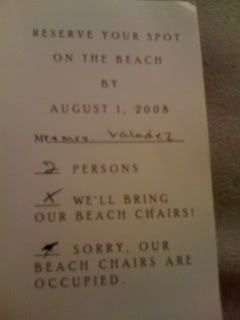 RESERVE YOUR SPOT
ON THE BEACH
BY
AUGUST 1, 2008
Mr & mrs. Valadez
2 PERSONS
X WE'LL BRING
OUR BEACH CHAIRS!
SORRY, OUR
BEACH CHAIRS ARE
OCCUPIED.